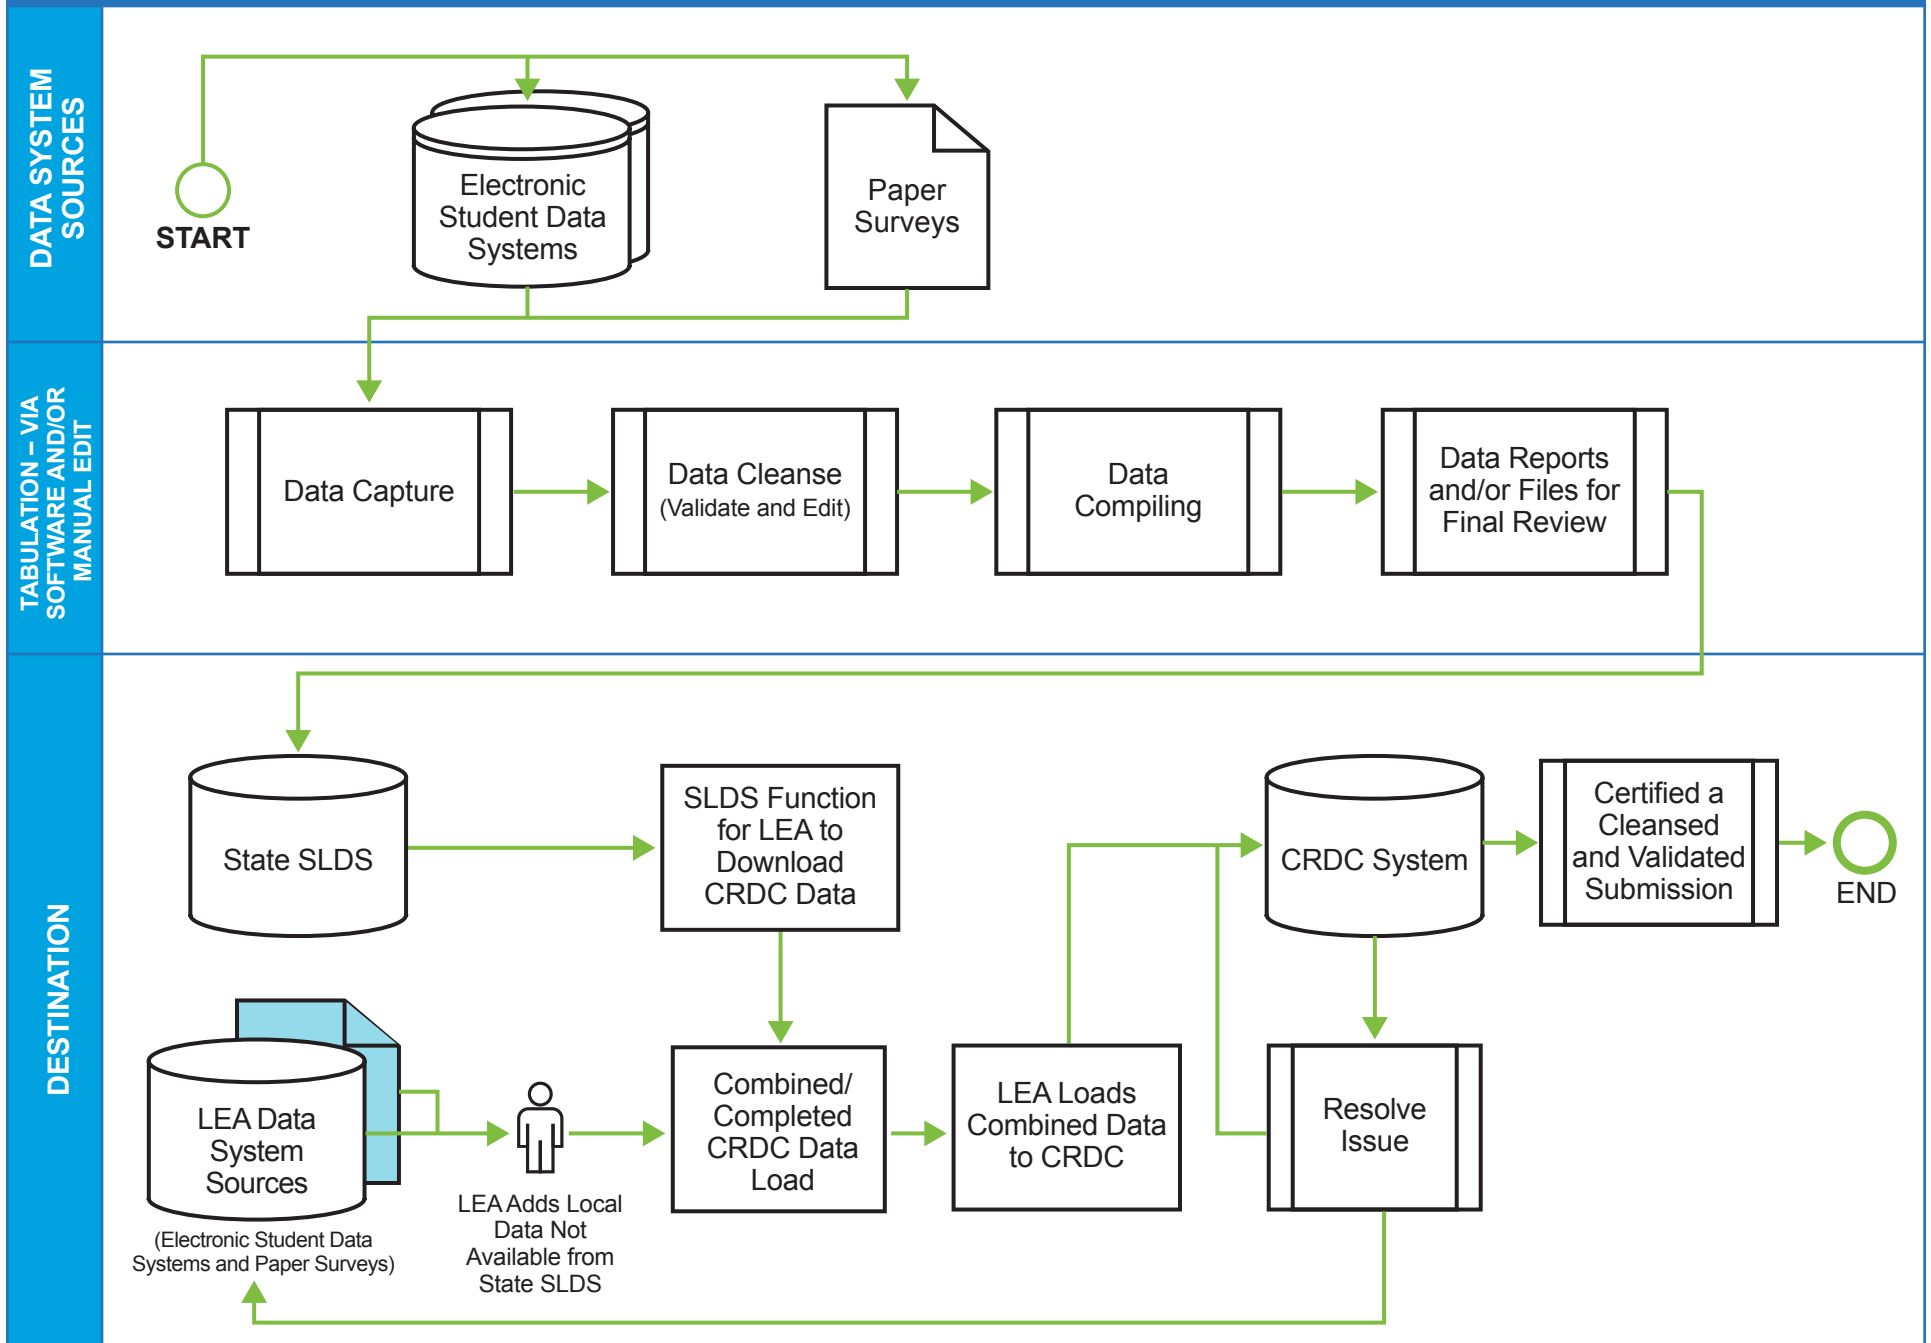 DATA SYSTEM
SOURCES
START
Electronic
Student Data
Systems
Paper
Surveys
TABULATION – VIA
SOFTWARE AND/OR
MANUAL EDIT
Data Capture
Data Cleanse
(Validate and Edit)
Data
Compiling
Data Reports
and/or Files for
Final Review
DESTINATION
State SLDS
SLDS Function
for LEA to
Download
CRDC Data
CRDC System
Certified a
Cleansed
and Validated
Submission
END
LEA Data
System
Sources
(Electronic Student Data
Systems and Paper Surveys)
LEA Adds Local
Data Not
Available from
State SLDS
Combined/
Completed
CRDC Data
Load
LEA Loads
Combined Data
to CRDC
Resolve
Issue